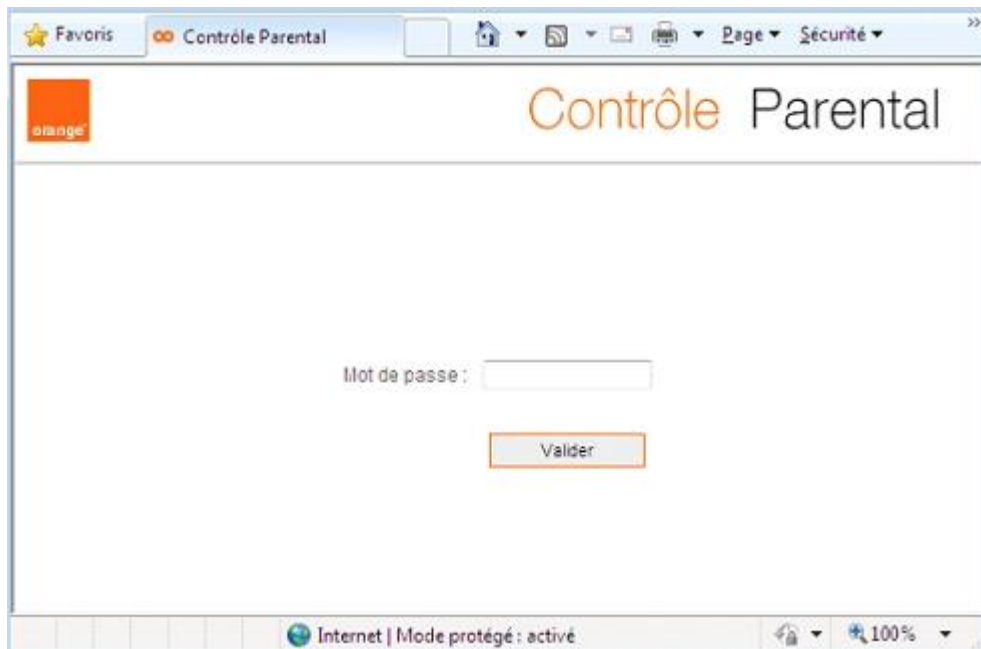 Favoris
Contrôle Parental
Page
Sécurité
»
orange
Contrôle Parental
Mot de passe :
Valider
Internet | Mode protégé : activé
100%